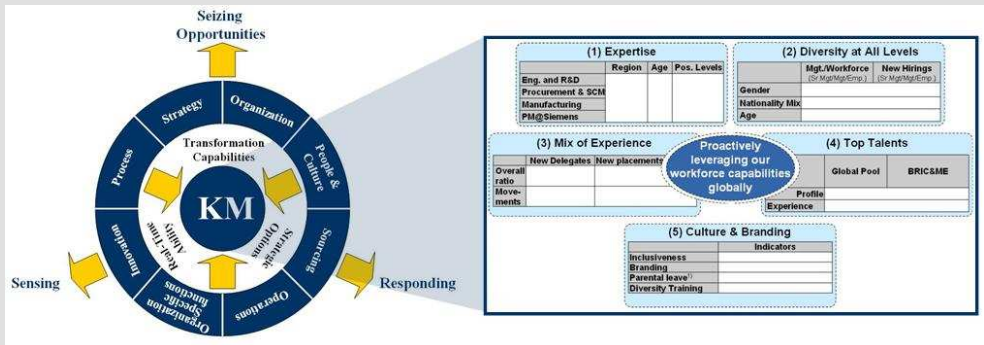 Seizing
Opportunities
Strategy
Organization
Process
People &
Culture
Transformation
Capabilities
KM
Real-Time
Ability
Strategic
Options
Innovation
Sourcing
Organization
Specific
functions
Operations
Sensing
Responding
(1) Expertise
Region Age Pos. Levels
Eng. and R&D
Procurement & SCM
Manufacturing
PM@Siemens
(2) Diversity at All Levels
Mgt./Workforce New Hirings
(Sr.Mgt/Mgt/Emp.) (Sr.Mgt/Mgt/Emp.)
Gender
Nationality Mix
Age
(3) Mix of Experience
New Delegates New placements
Overall
ratio
Move-
ments
Proactively
leveraging our
workforce capabilities
globally
(4) Top Talents
Global Pool BRIC&ME
Profile
Experience
(5) Culture & Branding
Indicators
Inclusiveness
Branding
Parental leave¹⁾
Diversity Training